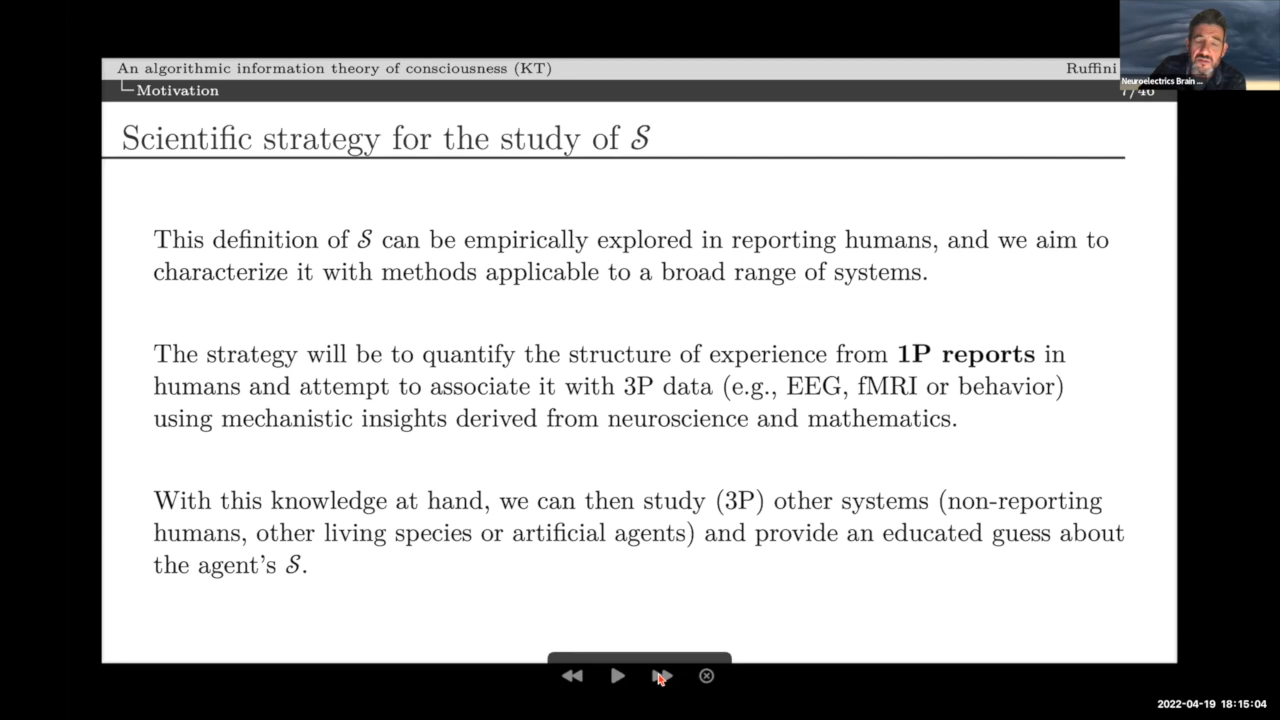 An algorithmic information theory of consciousness (KT)
Ruffini
Motivation
7/46
Neuroelectrics Brain ...
Scientific strategy for the study of 𝒮
This definition of 𝒮 can be empirically explored in reporting humans, and we aim to
characterize it with methods applicable to a broad range of systems.
The strategy will be to quantify the structure of experience from 1P reports in
humans and attempt to associate it with 3P data (e.g., EEG, fMRI or behavior)
using mechanistic insights derived from neuroscience and mathematics.
With this knowledge at hand, we can then study (3P) other systems (non-reporting
humans, other living species or artificial agents) and provide an educated guess about
the agent's 𝒮.
2022-04-19 18:15:04